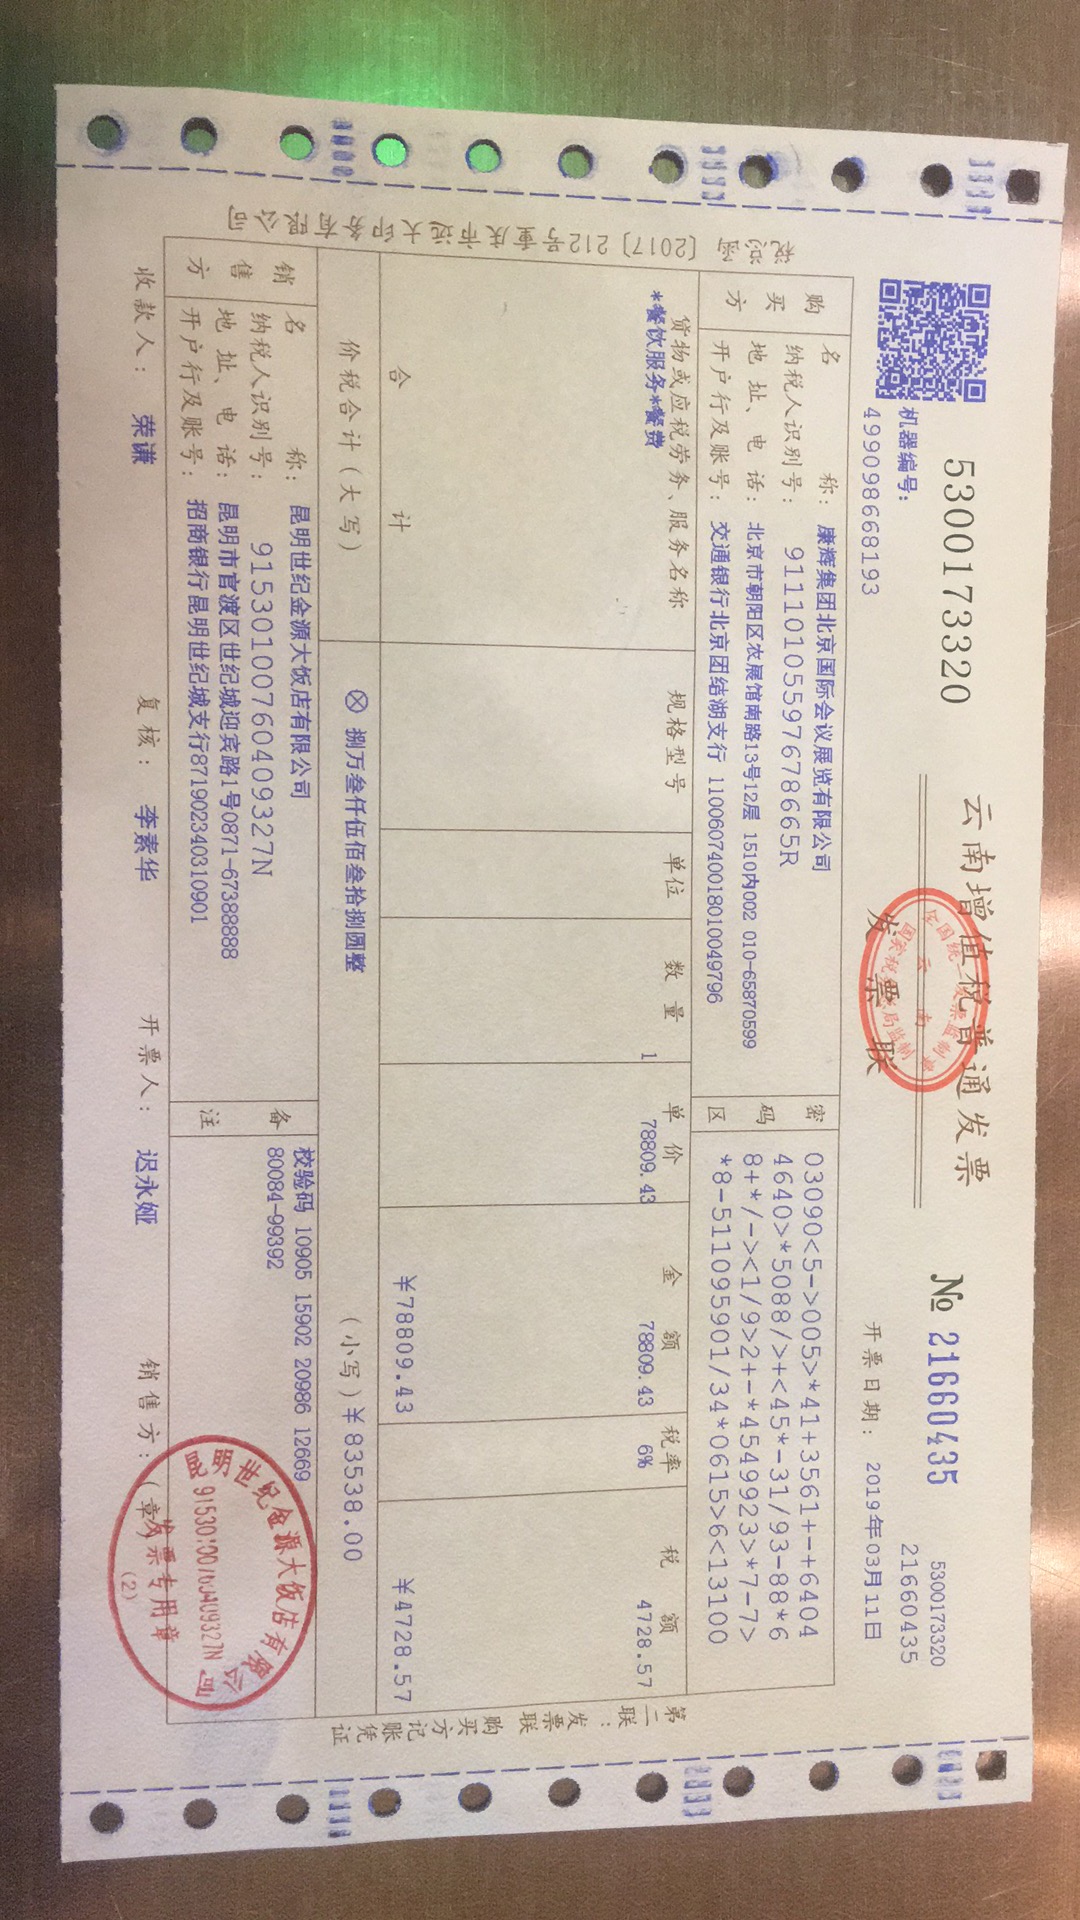 5300173320
云南增值税普通发票
发票联
№ 21660435
5300173320
21660435
机器编号:
499098668193
开票日期: 2019年03月11日
税总函 [2017] 212号重庆市远大印务有限公司
购买方
名称: 康辉集团北京国际会议展览有限公司
纳税人识别号: 91110105597678665R
地址、电话: 北京市朝阳区农展馆南路13号12层 1510内002 010-65870599
开户行及账号: 交通银行北京团结湖支行 110060740018010049796
密码区
03090<5->005>*41+3561+-+6404
4640>*5088/>+<45*-31/93-88*6
8+*/-><1/9>2+-*4549923>*7-7>
*8-511095901/34*0615>6<13100
货物或应税劳务、服务名称 规格型号 单位 数量 单价 金额 税率 税额
*餐饮服务*餐费 1 78809.43 78809.43 6% 4728.57
合计 ¥78809.43 ¥4728.57
价税合计(大写) ⊗ 捌万叁仟伍佰叁拾捌圆整 (小写) ¥83538.00
销售方
名称: 昆明世纪金源大饭店有限公司
纳税人识别号: 91530100760409327N
地址、电话: 昆明市官渡区世纪城迎宾路1号0871-67388888
开户行及账号: 招商银行昆明世纪城支行871902340310901
备注
校验码 10905 15902 20986 12669
80084-99392
收款人: 荣谦 复核: 李素华 开票人: 迟永娅 销售方: (章)
第二联: 发票联 购买方记账凭证
昆明世纪金源大饭店有限公司
91530100760409327N
发票专用章
(2)